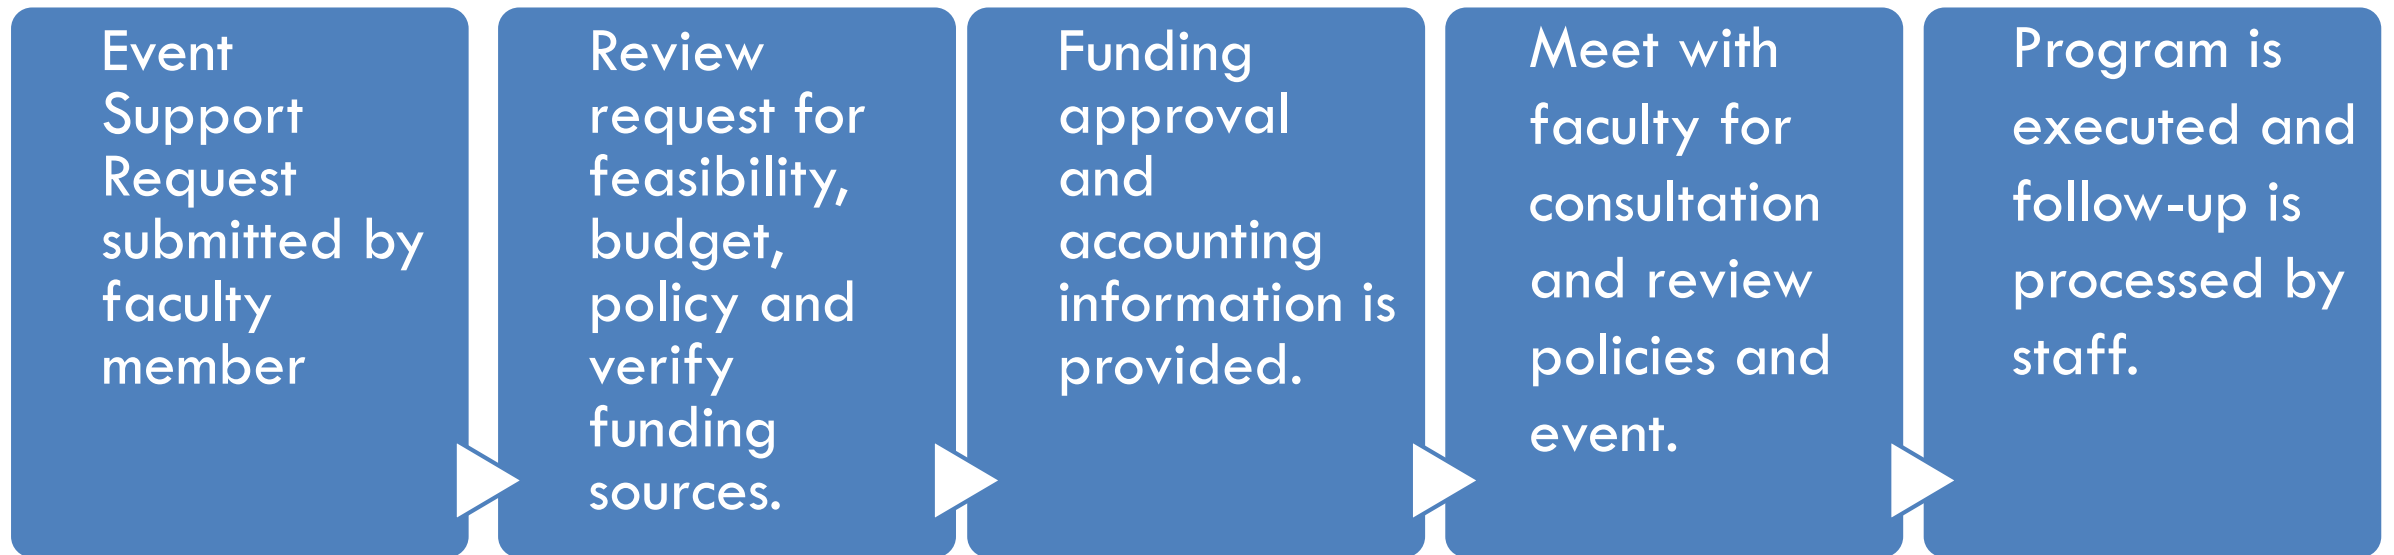 Event
Support
Request
submitted by
faculty
member
Review
request for
feasibility,
budget,
policy and
verify
funding
sources.
Funding
approval
and
accounting
information is
provided.
Meet with
faculty for
consultation
and review
policies and
event.
Program is
executed and
follow-up is
processed by
staff.